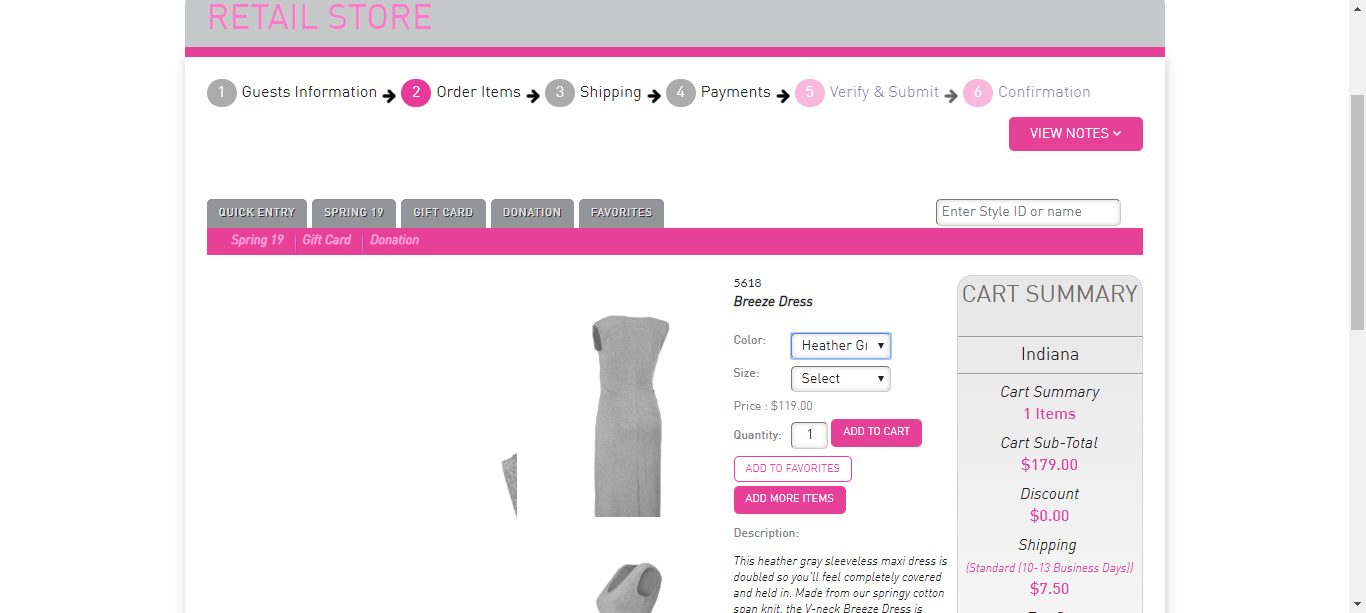 RETAIL STORE
1 Guests Information 2 Order Items 3 Shipping 4 Payments 5 Verify & Submit 6 Confirmation
VIEW NOTES
QUICK ENTRY SPRING 19 GIFT CARD DONATION FAVORITES
Enter Style ID or name
Spring 19 Gift Card Donation
5618
Breeze Dress
Color: Heather Gr
Size: Select
Price : $119.00
Quantity: 1 ADD TO CART
ADD TO FAVORITES
ADD MORE ITEMS
Description:
This heather gray sleeveless maxi dress is
doubled so you'll feel completely covered
and held in. Made from our springy cotton
span knit, the V-neck Breeze Dress is
CART SUMMARY
Indiana
Cart Summary
1 Items
Cart Sub-Total
$179.00
Discount
$0.00
Shipping
(Standard (10-13 Business Days))
$7.50